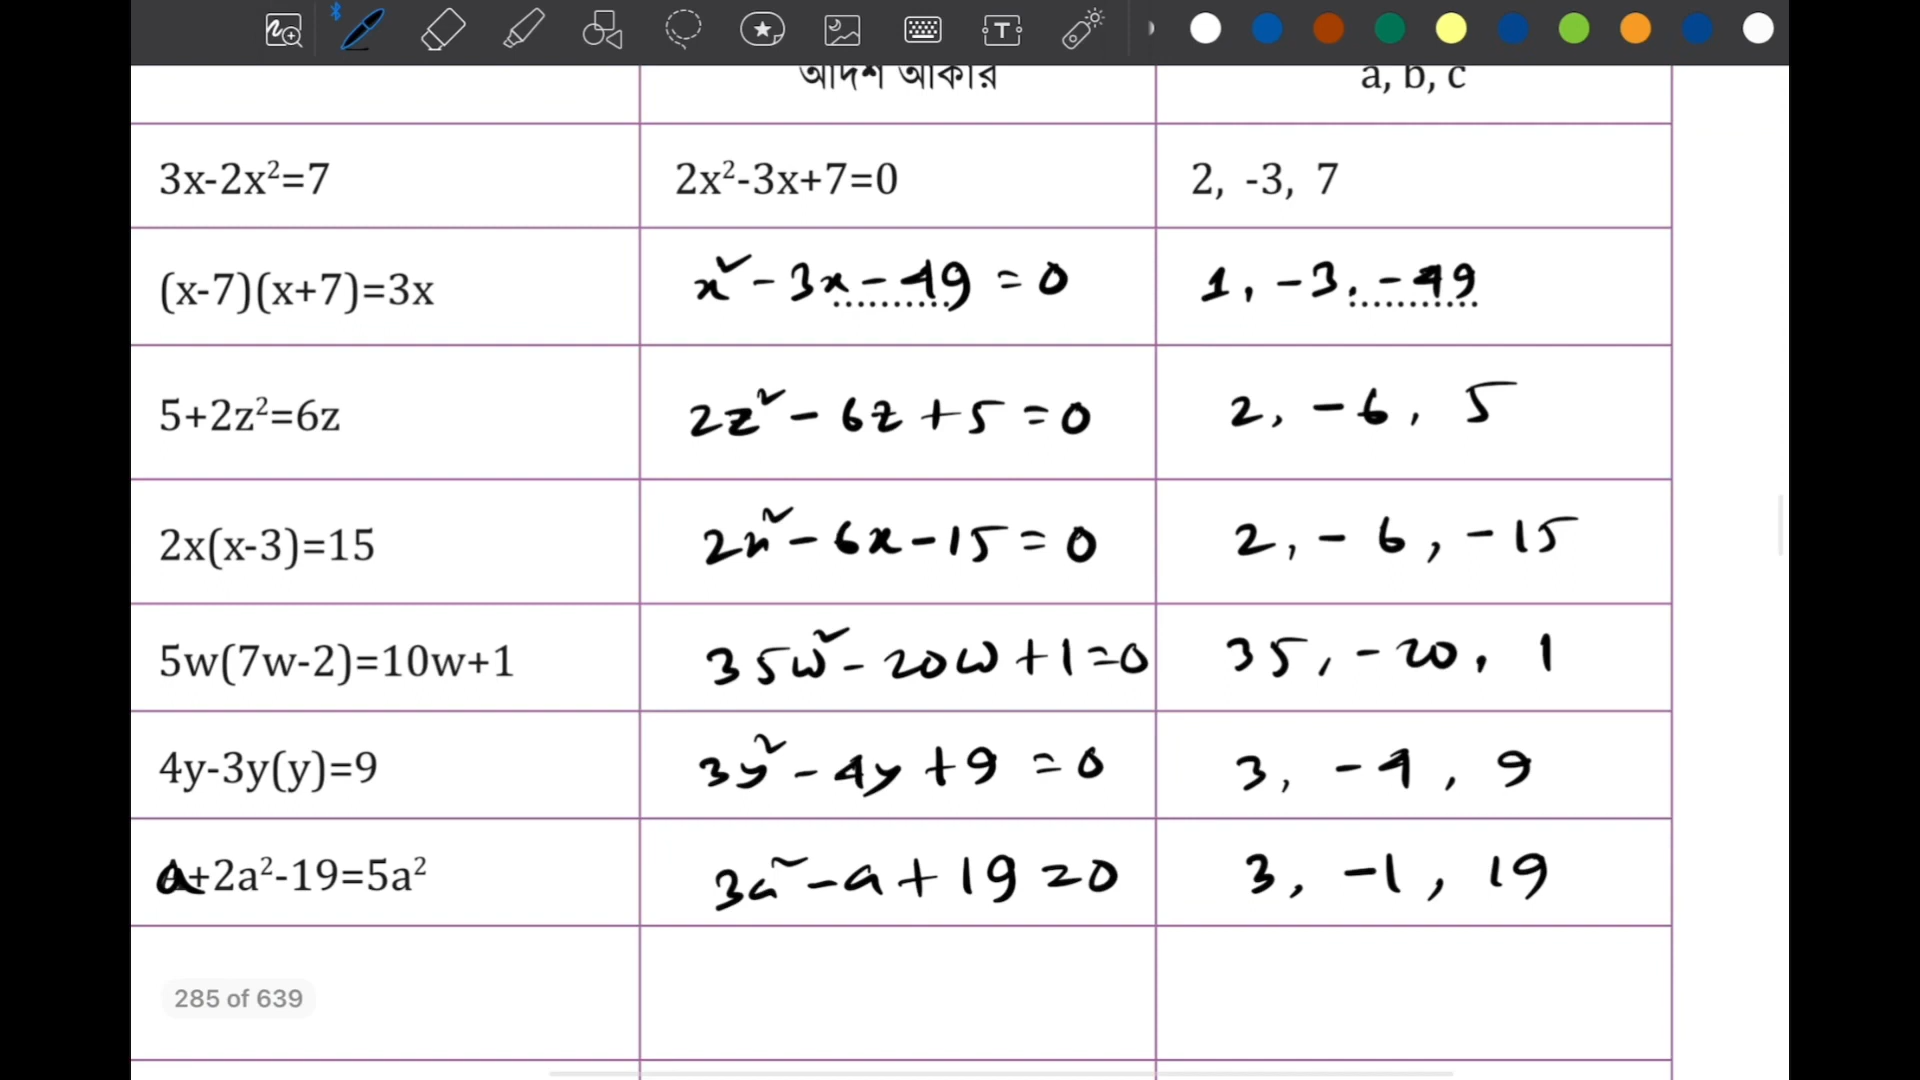 আদর্শ আকার a, b, c
3x-2x²=7 2x²-3x+7=0 2, -3, 7
(x-7)(x+7)=3x x² - 3x - 49 = 0 1, -3, -49
5+2z²=6z 2z² - 6z + 5 = 0 2, -6, 5
2x(x-3)=15 2x² - 6x - 15 = 0 2, -6, -15
5w(7w-2)=10w+1 35w² - 20w + 1 = 0 35, -20, 1
4y-3y(y)=9 3y² - 4y + 9 = 0 3, -4, 9
a+2a²-19=5a² 3a² - a + 19 = 0 3, -1, 19
285 of 639